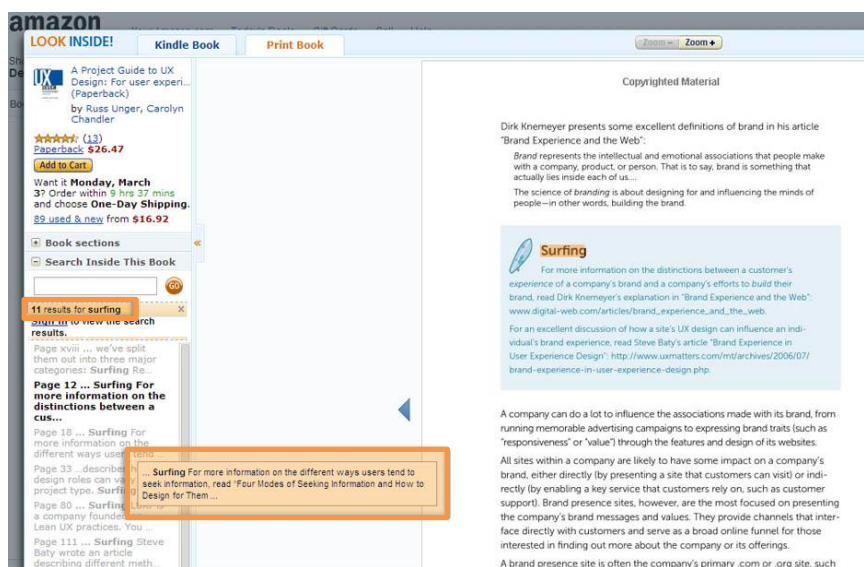 amazon
LOOK INSIDE!
Kindle Book
Print Book
Zoom –
Zoom +
A Project Guide to UX
Design: For user experi...
(Paperback)
by Russ Unger, Carolyn
Chandler
(13)
Paperback $26.47
Add to Cart
Want it Monday, March
3? Order within 9 hrs 37 mins
and choose One-Day Shipping.
89 used & new from $16.92
Book sections
«
Search Inside This Book
GO
11 results for surfing
X
Sign in to view the search
results.
Page xviii ... we've split
them out into three major
categories: Surfing Re...
Page 12 ... Surfing For
more information on the
distinctions between a
cus...
Page 18 ... Surfing For
more information on the
different ways users tend ...
Page 33 ...describes
design roles can
project type.
Page 80 ... Surfing
a company founded
Lean UX practices. You ...
Page 111 ... Surfing Steve
Baty wrote an article
describing different meth...
... Surfing For more information on the different ways users tend to
seek information, read "Four Modes of Seeking Information and How to
Design for Them ...
Copyrighted Material
Dirk Knemeyer presents some excellent definitions of brand in his article
"Brand Experience and the Web":
Brand represents the intellectual and emotional associations that people make
with a company, product, or person. That is to say, brand is something that
actually lies inside each of us....
The science of branding is about designing for and influencing the minds of
people—in other words, building the brand.
Surfing
For more information on the distinctions between a customer's
experience of a company's brand and a company's efforts to build their
brand, read Dirk Knemeyer's explanation in "Brand Experience and the Web":
www.digital-web.com/articles/brand_experience_and_the_web.
For an excellent discussion of how a site's UX design can influence an indi-
vidual's brand experience, read Steve Baty's article "Brand Experience in
User Experience Design": http://www.uxmatters.com/mt/archives/2006/07/
brand-experience-in-user-experience-design.php.
A company can do a lot to influence the associations made with its brand, from
running memorable advertising campaigns to expressing brand traits (such as
"responsiveness" or "value") through the features and design of its websites.
All sites within a company are likely to have some impact on a company's
brand, either directly (by presenting a site that customers can visit) or indi-
rectly (by enabling a key service that customers rely on, such as customer
support). Brand presence sites, however, are the most focused on presenting
the company's brand messages and values. They provide channels that inter-
face directly with customers and serve as a broad online funnel for those
interested in finding out more about the company or its offerings.
A brand presence site is often the company's primary .com or .org site, such